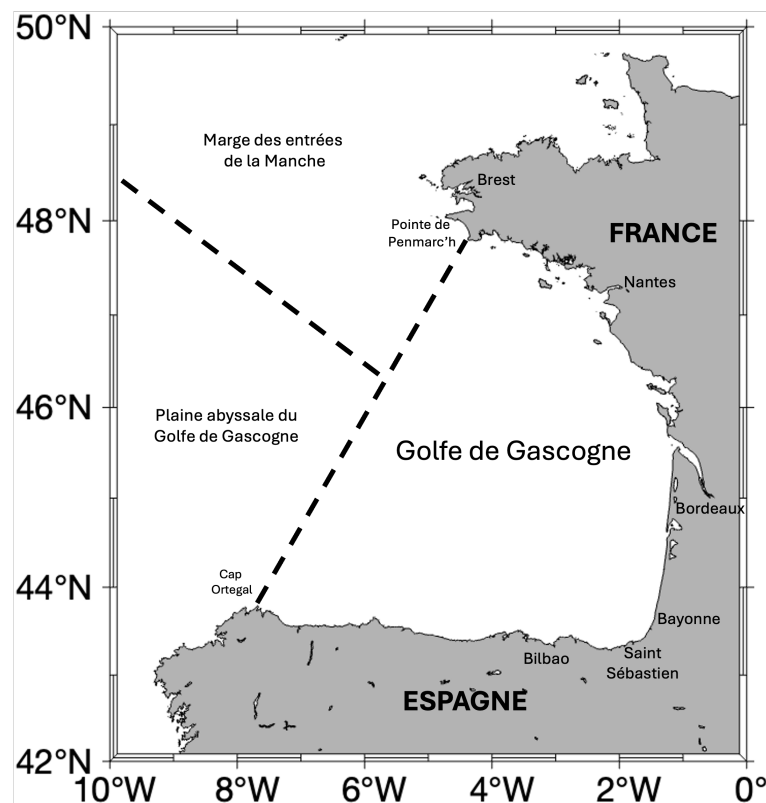 50°N
Marge des entrées
de la Manche
Brest
48°N
Pointe de
Penmarc'h
FRANCE
Nantes
46°N
Plaine abyssale du
Golfe de Gascogne
Golfe de Gascogne
Bordeaux
Cap
Ortegal
44°N
Bayonne
Bilbao
Saint
Sébastien
ESPAGNE
42°N
10°W
8°W
6°W
4°W
2°W
0°